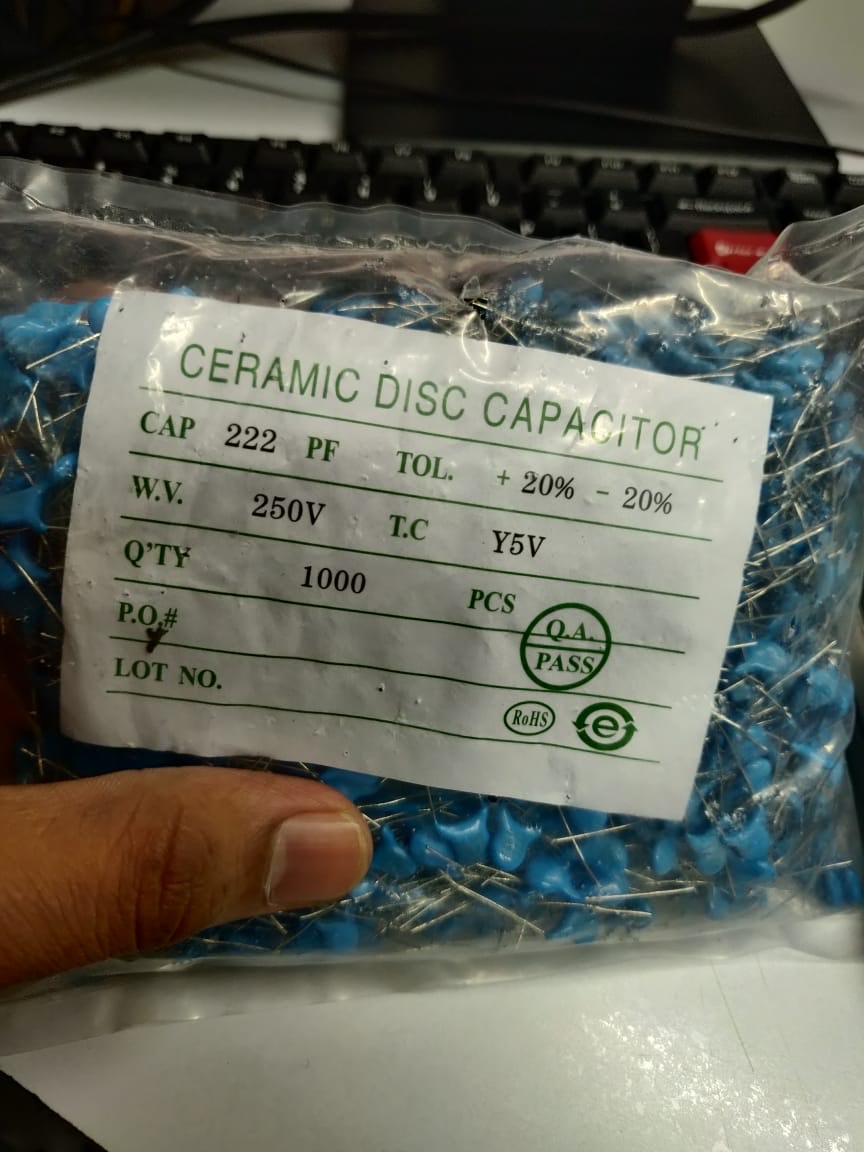 CERAMIC DISC CAPACITOR
CAP 222 PF TOL. + 20% - 20%
W.V. 250V T.C Y5V
Q'TY 1000 PCS
P.O.#
Q.A.
PASS
LOT NO.
RoHS e